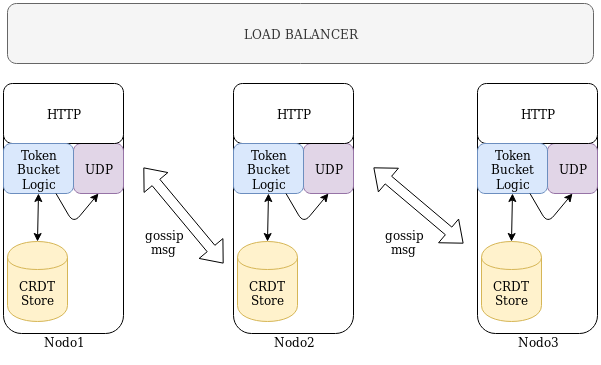 LOAD BALANCER
HTTP
HTTP
HTTP
Token
Bucket
Logic
UDP
Token
Bucket
Logic
UDP
Token
Bucket
Logic
UDP
gossip
msg
gossip
msg
CRDT
Store
CRDT
Store
CRDT
Store
Nodo1
Nodo2
Nodo3